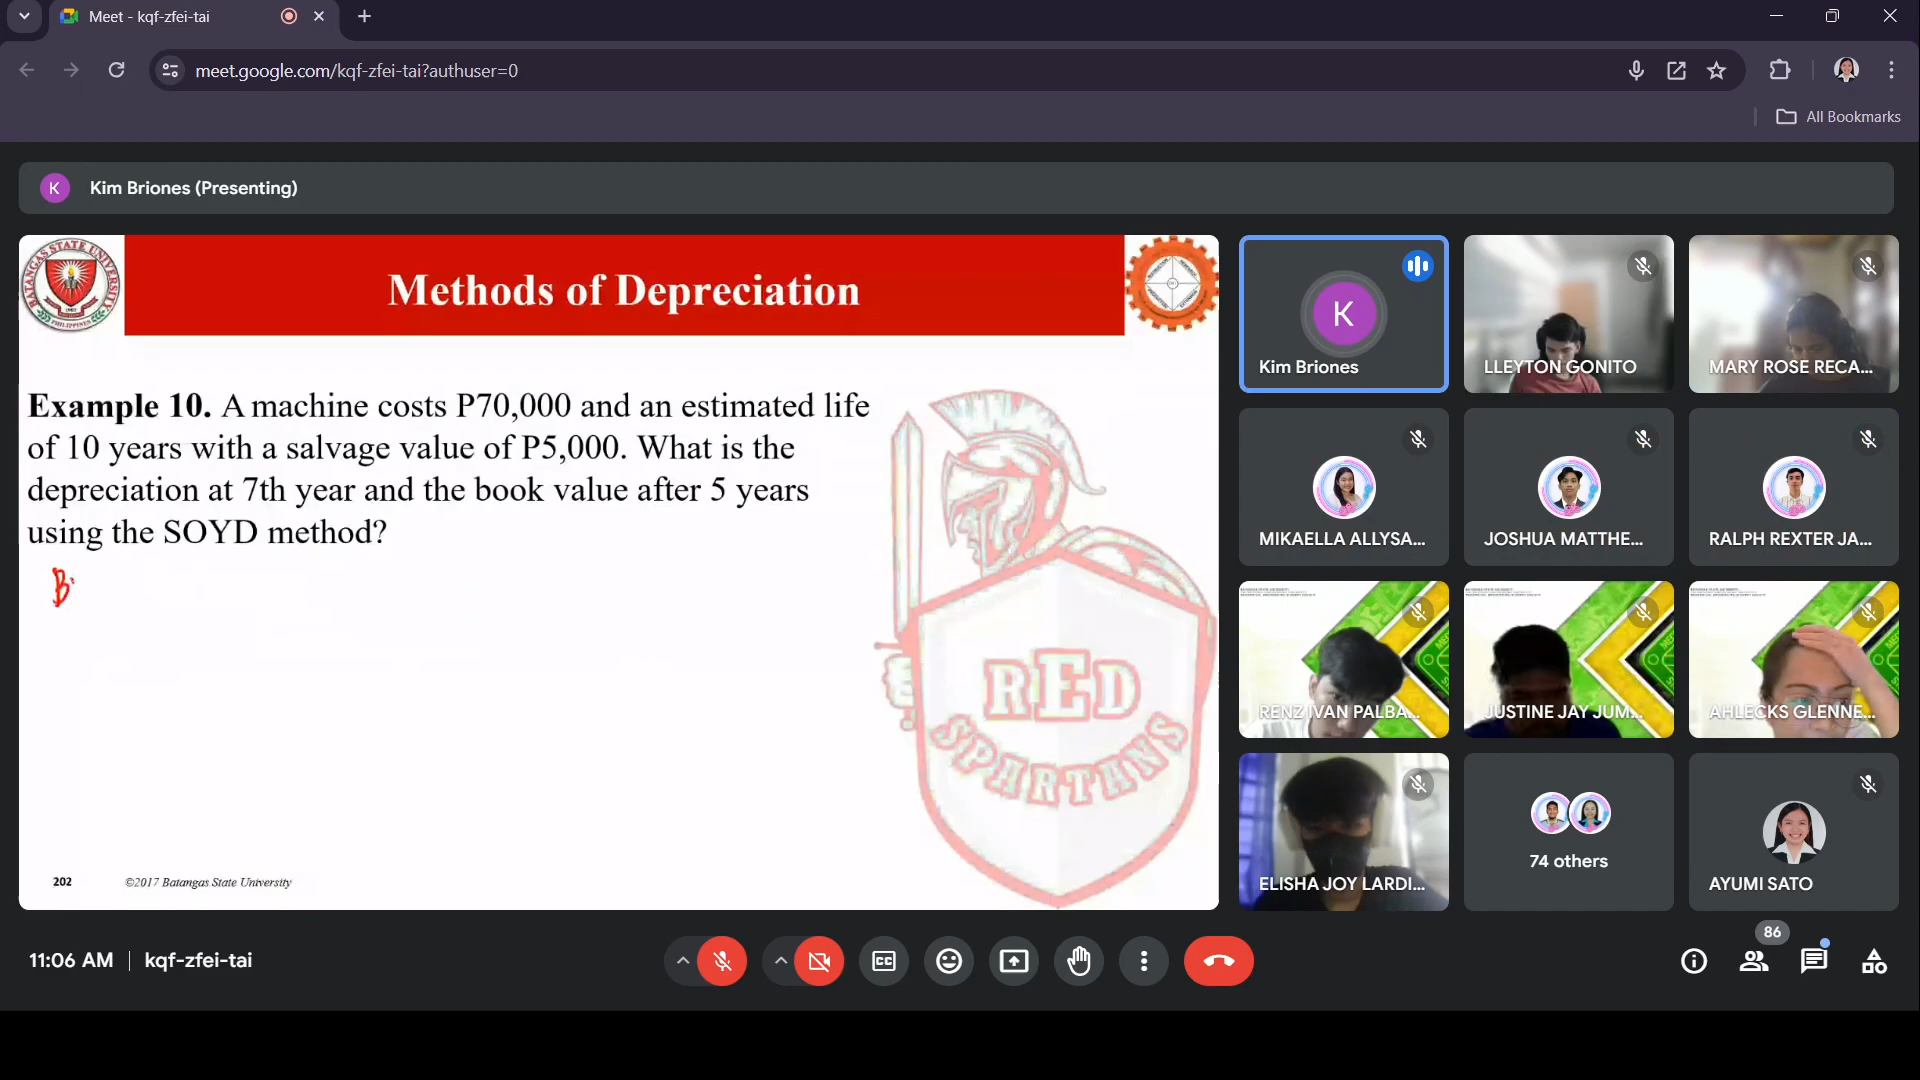 Meet - kqf-zfei-tai
meet.google.com/kqf-zfei-tai?authuser=0
All Bookmarks
K
Kim Briones (Presenting)
BATANGAS STATE UNIVERSITY
PHILIPPINES
Methods of Depreciation
Example 10. A machine costs P70,000 and an estimated life
of 10 years with a salvage value of P5,000. What is the
depreciation at 7th year and the book value after 5 years
using the SOYD method?
B
RED
SPARTANS
202
©2017 Batangas State University
K
Kim Briones
LLEYTON GONITO
MARY ROSE RECA...
MIKAELLA ALLYSA...
JOSHUA MATTHE...
RALPH REXTER JA...
RENZ IVAN PALBA...
JUSTINE JAY JUM...
AHLECKS GLENNE...
ELISHA JOY LARDI...
74 others
AYUMI SATO
11:06 AM
kqf-zfei-tai
CC
86